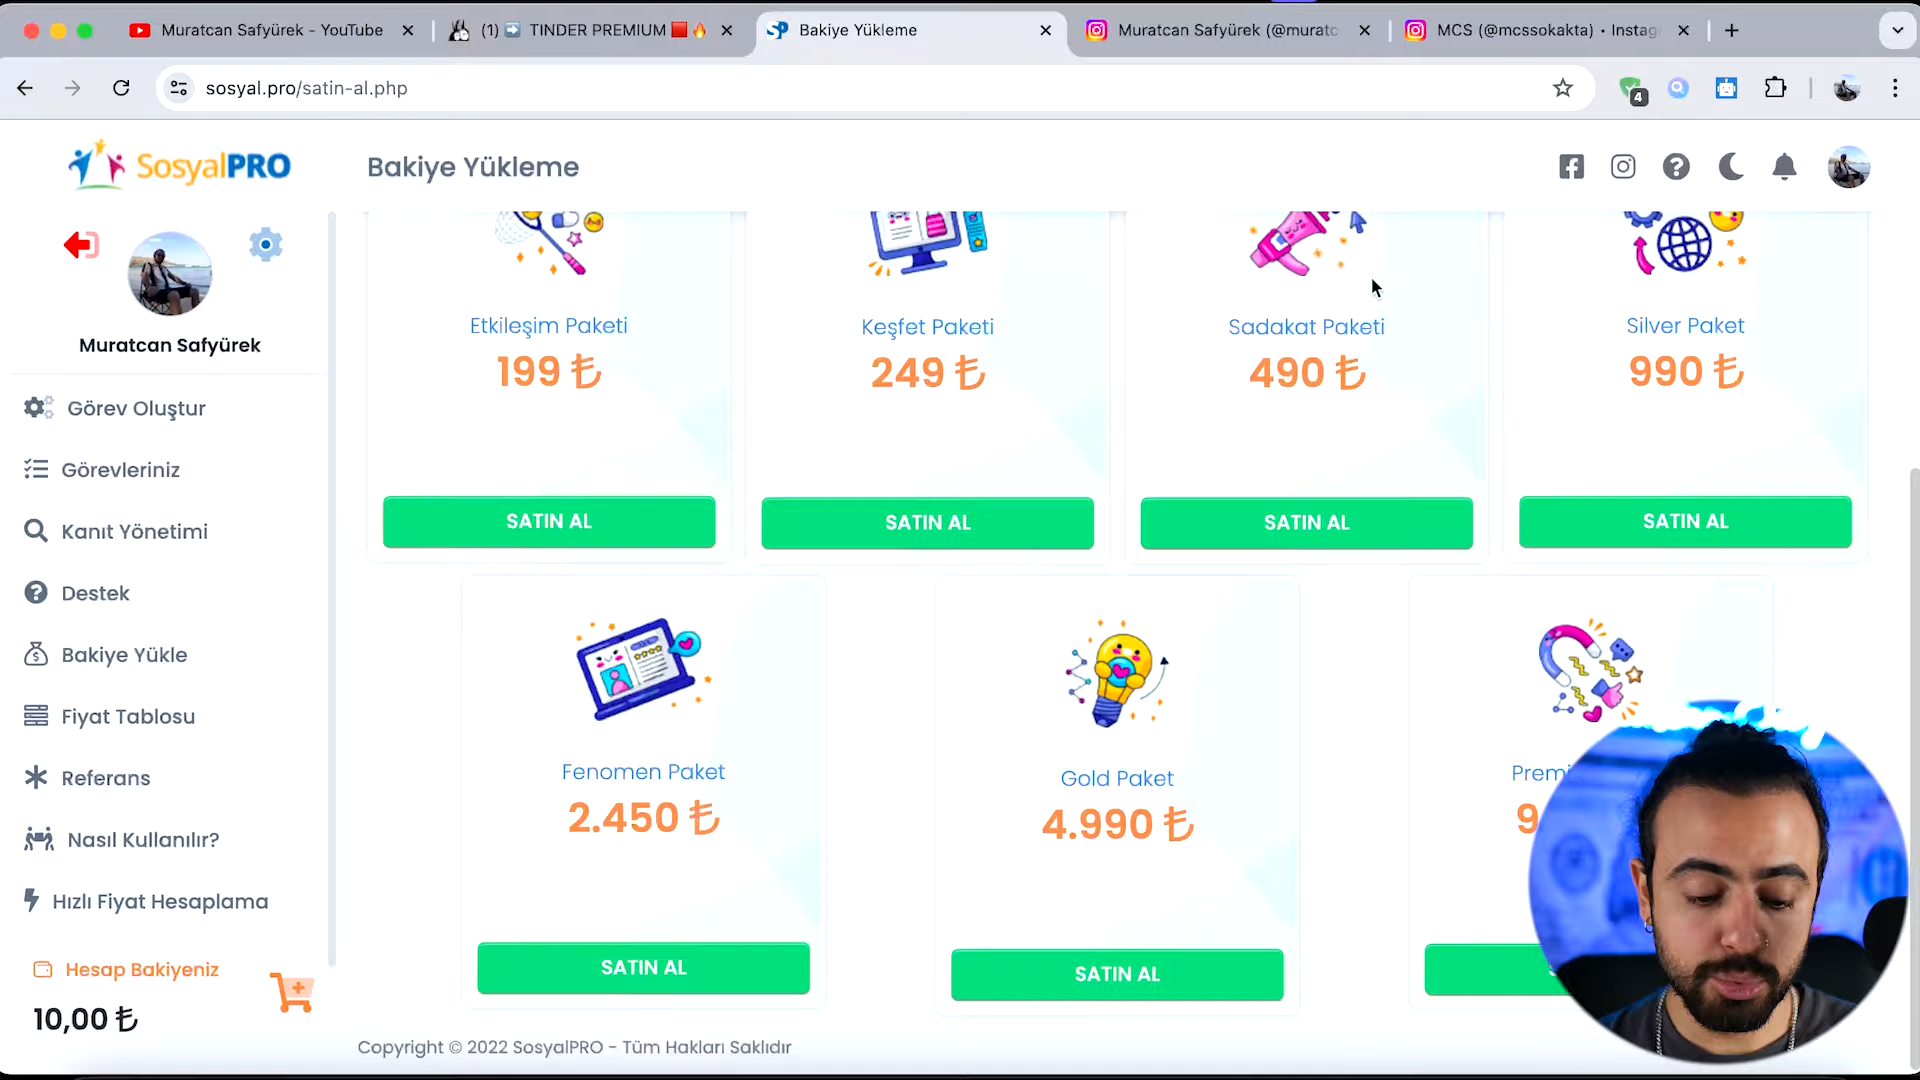 Muratcan Safyürek - YouTube
(1) ➡️ TINDER PREMIUM 🟥🔥
Bakiye Yükleme
Muratcan Safyürek (@muratc
MCS (@mcssokakta) • Instag
sosyal.pro/satin-al.php
4
SosyalPRO
Bakiye Yükleme
Muratcan Safyürek
Görev Oluştur
Görevleriniz
Kanıt Yönetimi
Destek
Bakiye Yükle
Fiyat Tablosu
Referans
Nasıl Kullanılır?
Hızlı Fiyat Hesaplama
Hesap Bakiyeniz
10,00 ₺
Etkileşim Paketi
199 ₺
SATIN AL
Keşfet Paketi
249 ₺
SATIN AL
Sadakat Paketi
490 ₺
SATIN AL
Silver Paket
990 ₺
SATIN AL
Fenomen Paket
2.450 ₺
SATIN AL
Gold Paket
4.990 ₺
SATIN AL
Premi
9
Copyright © 2022 SosyalPRO - Tüm Hakları Saklıdır